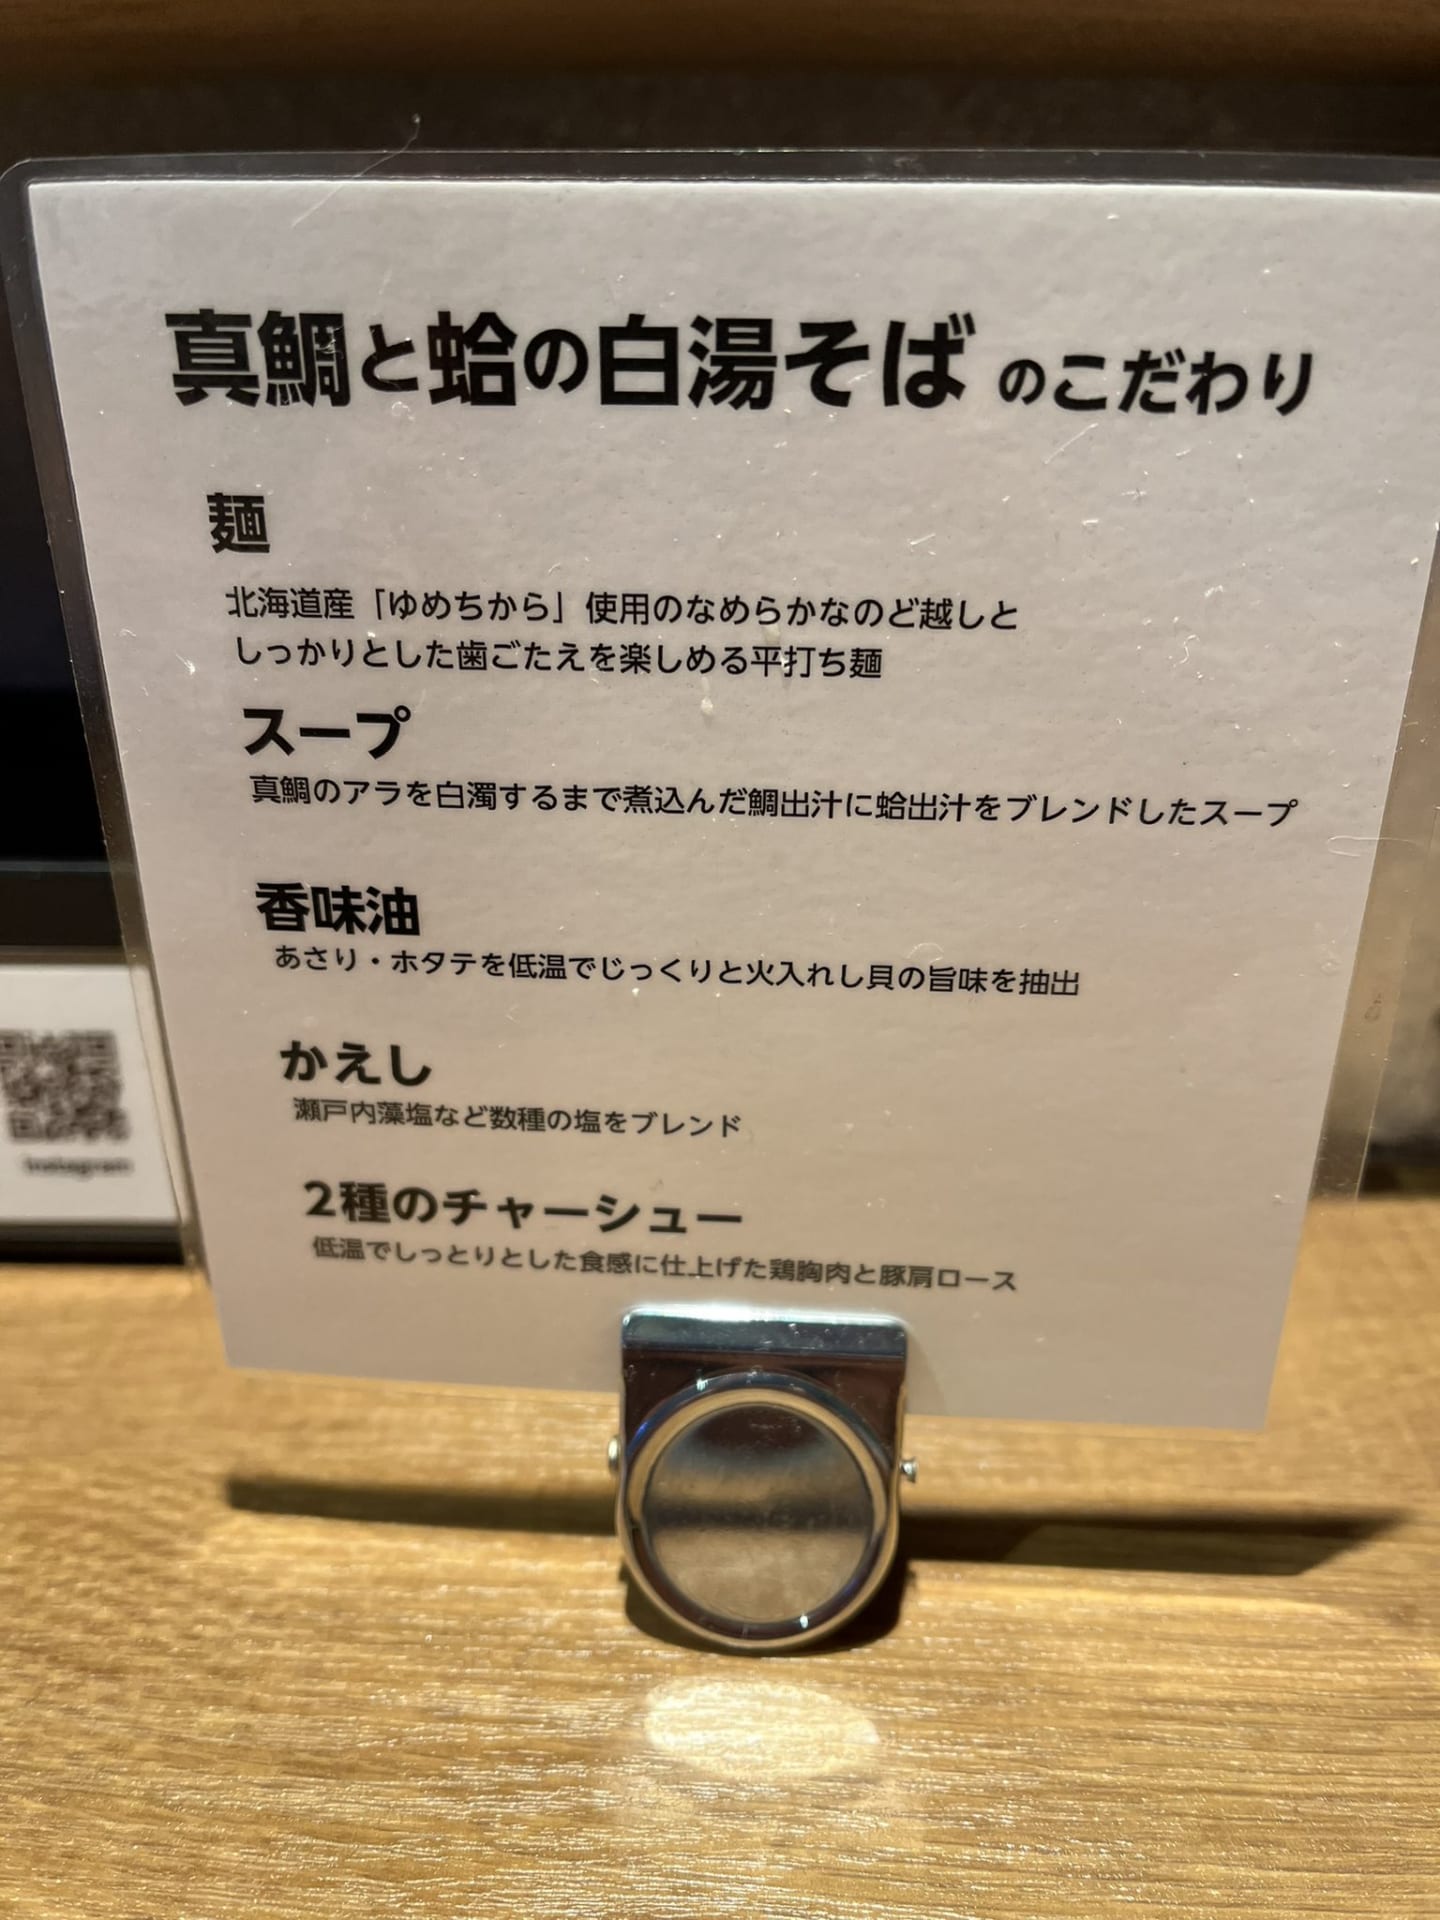 真鯛と蛤の白湯そば のこだわり
麺
北海道産「ゆめちから」使用のなめらかなのど越しと
しっかりとした歯ごたえを楽しめる平打ち麺
スープ
真鯛のアラを白濁するまで煮込んだ鯛出汁に蛤出汁をブレンドしたスープ
香味油
あさり・ホタテを低温でじっくりと火入れし貝の旨味を抽出
かえし
瀬戸内藻塩など数種の塩をブレンド
2種のチャーシュー
低温でしっとりとした食感に仕上げた鶏胸肉と豚肩ロース
Instagram